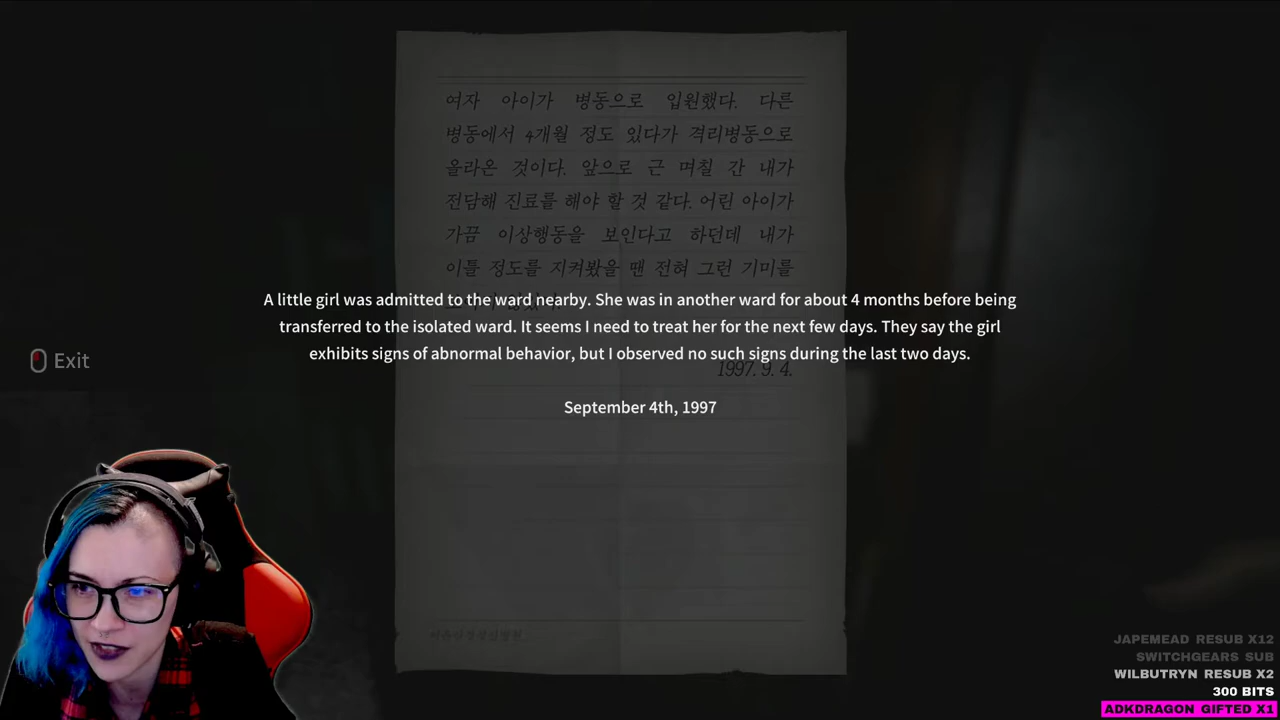 여자 아이가 병동으로 입원했다. 다른
병동에서 4개월 정도 있다가 격리병동으로
올라온 것이다. 앞으로 근 며칠 간 내가
전담해 진료를 해야 할 것 같다. 어린 아이가
가끔 이상행동을 보인다고 하던데 내가
이틀 정도를 지켜봤을 땐 전혀 그런 기미를
A little girl was admitted to the ward nearby. She was in another ward for about 4 months before being
transferred to the isolated ward. It seems I need to treat her for the next few days. They say the girl
exhibits signs of abnormal behavior, but I observed no such signs during the last two days.
1997. 9. 4.
September 4th, 1997
Exit
JAPEMEAD RESUB X12
SWITCHGEARS SUB
WILBUTRYN RESUB X2
300 BITS
ADKDRAGON GIFTED X1